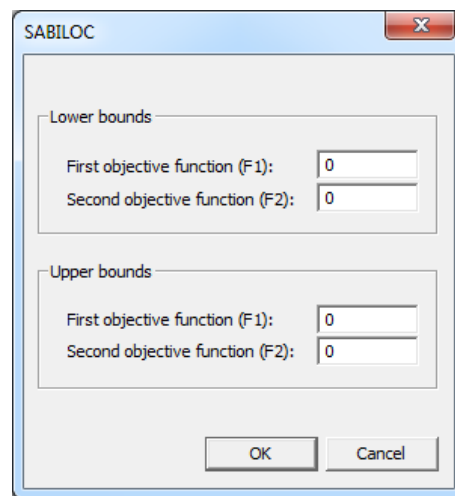 SABILOC
Lower bounds
First objective function (F1): 0
Second objective function (F2): 0
Upper bounds
First objective function (F1): 0
Second objective function (F2): 0
OK Cancel